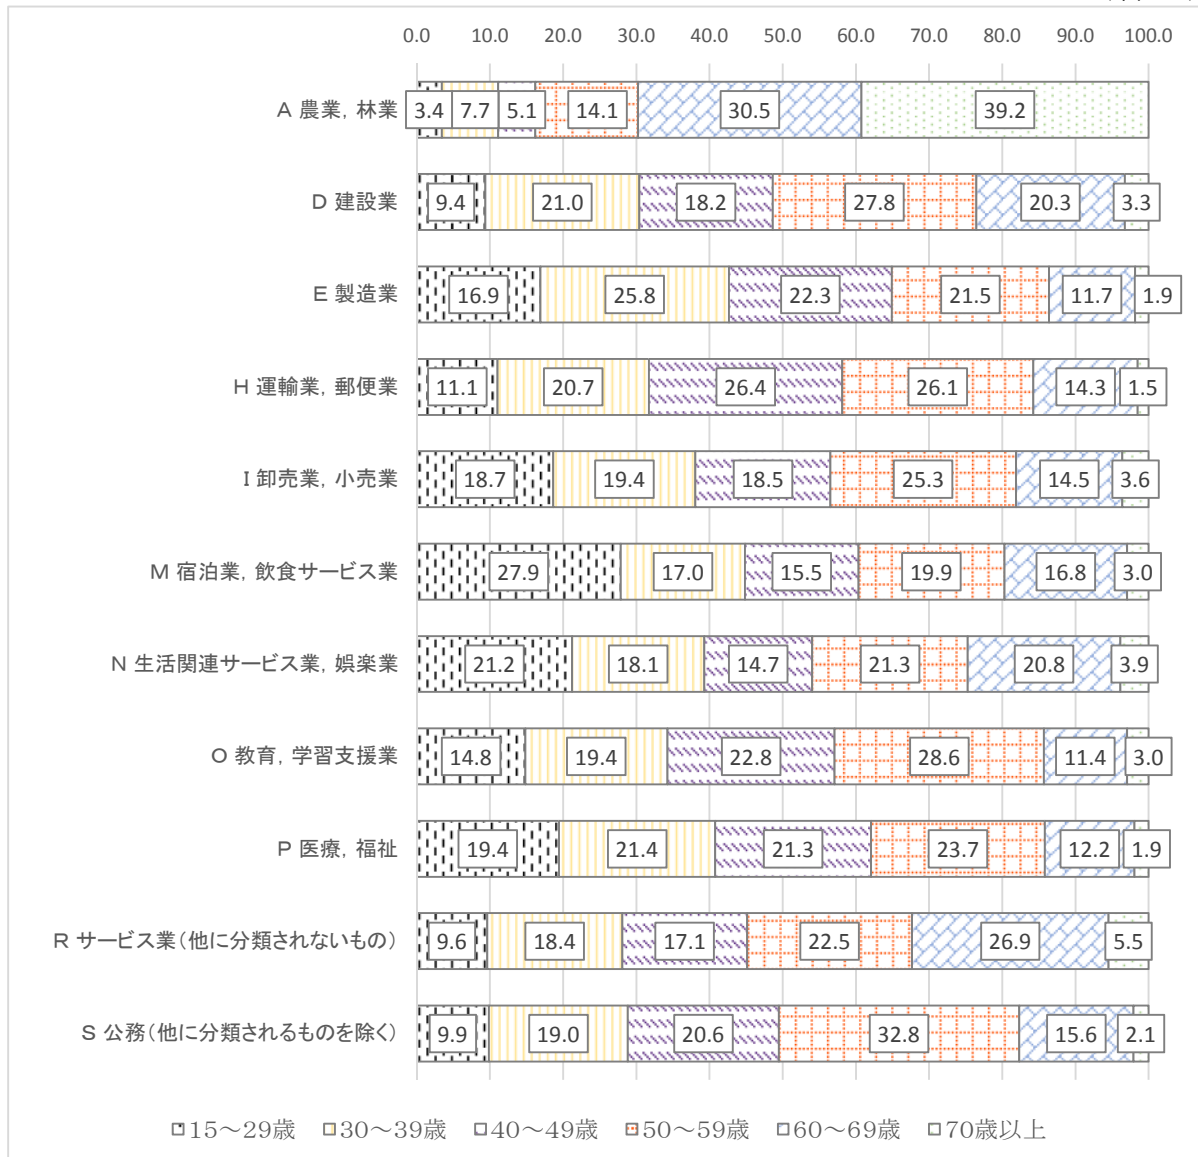 0.0 10.0 20.0 30.0 40.0 50.0 60.0 70.0 80.0 90.0 100.0
A 農業, 林業 3.4 7.7 5.1 14.1 30.5 39.2
D 建設業 9.4 21.0 18.2 27.8 20.3 3.3
E 製造業 16.9 25.8 22.3 21.5 11.7 1.9
H 運輸業, 郵便業 11.1 20.7 26.4 26.1 14.3 1.5
I 卸売業, 小売業 18.7 19.4 18.5 25.3 14.5 3.6
M 宿泊業, 飲食サービス業 27.9 17.0 15.5 19.9 16.8 3.0
N 生活関連サービス業, 娯楽業 21.2 18.1 14.7 21.3 20.8 3.9
O 教育, 学習支援業 14.8 19.4 22.8 28.6 11.4 3.0
P 医療, 福祉 19.4 21.4 21.3 23.7 12.2 1.9
R サービス業（他に分類されないもの） 9.6 18.4 17.1 22.5 26.9 5.5
S 公務（他に分類されるものを除く） 9.9 19.0 20.6 32.8 15.6 2.1
15～29歳 30～39歳 40～49歳 50～59歳 60～69歳 70歳以上